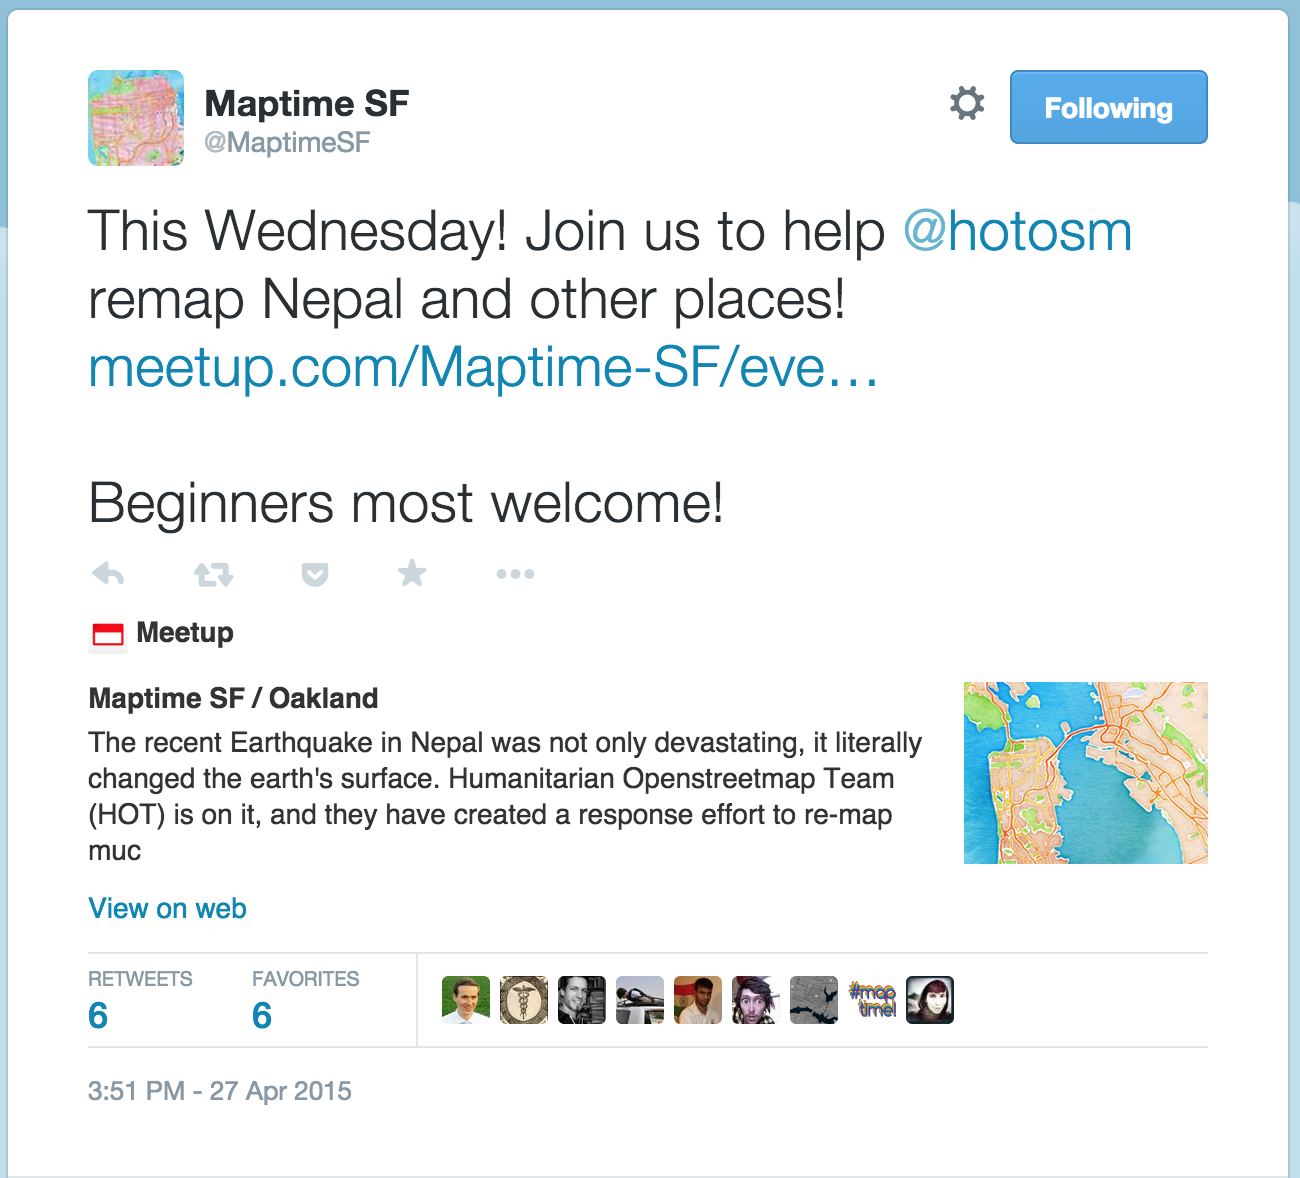 Maptime SF
@MaptimeSF
Following
This Wednesday! Join us to help @hotosm
remap Nepal and other places!
meetup.com/Maptime-SF/eve…
Beginners most welcome!
Meetup
Maptime SF / Oakland
The recent Earthquake in Nepal was not only devastating, it literally
changed the earth's surface. Humanitarian Openstreetmap Team
(HOT) is on it, and they have created a response effort to re-map
muc
View on web
RETWEETS
6
FAVORITES
6
#map
time!
3:51 PM - 27 Apr 2015